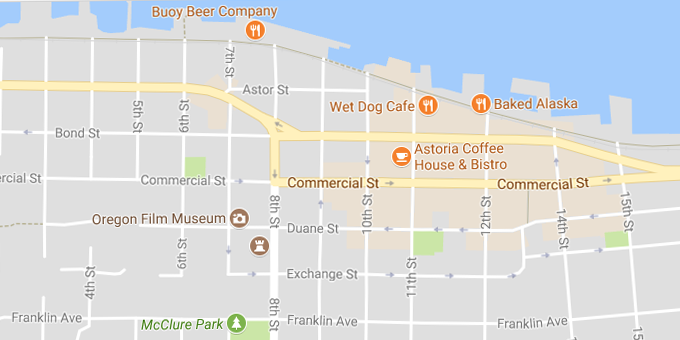 Buoy Beer Company
7th St
Astor St
5th St
6th St
Wet Dog Cafe
Baked Alaska
Bond St
Astoria Coffee
House & Bistro
ercial St
Commercial St
Commercial St
Commercial St
8th St
10th St
12th St
14th St
15th St
Oregon Film Museum
Duane St
4th St
6th St
11th St
Exchange St
Franklin Ave
McClure Park
8th St
Franklin Ave
Franklin Ave